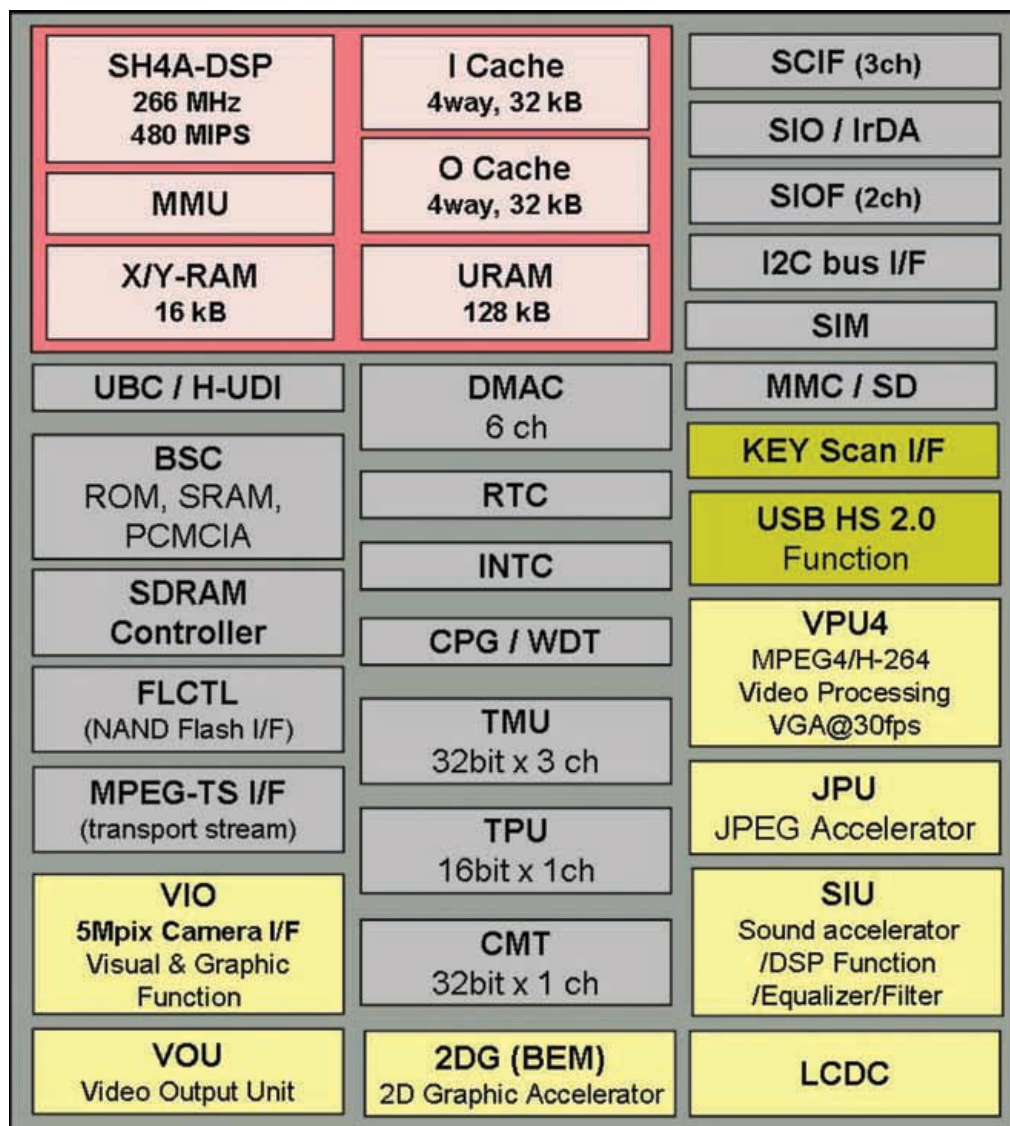 SH4A-DSP
266 MHz
480 MIPS
MMU
X/Y-RAM
16 kB
I Cache
4way, 32 kB
O Cache
4way, 32 kB
URAM
128 kB
UBC / H-UDI
BSC
ROM, SRAM,
PCMCIA
SDRAM
Controller
FLCTL
(NAND Flash I/F)
MPEG-TS I/F
(transport stream)
VIO
5Mpix Camera I/F
Visual & Graphic
Function
VOU
Video Output Unit
DMAC
6 ch
RTC
INTC
CPG / WDT
TMU
32bit x 3 ch
TPU
16bit x 1ch
CMT
32bit x 1 ch
2DG (BEM)
2D Graphic Accelerator
SCIF (3ch)
SIO / IrDA
SIOF (2ch)
I2C bus I/F
SIM
MMC / SD
KEY Scan I/F
USB HS 2.0
Function
VPU4
MPEG4/H-264
Video Processing
VGA@30fps
JPU
JPEG Accelerator
SIU
Sound accelerator
/DSP Function
/Equalizer/Filter
LCDC